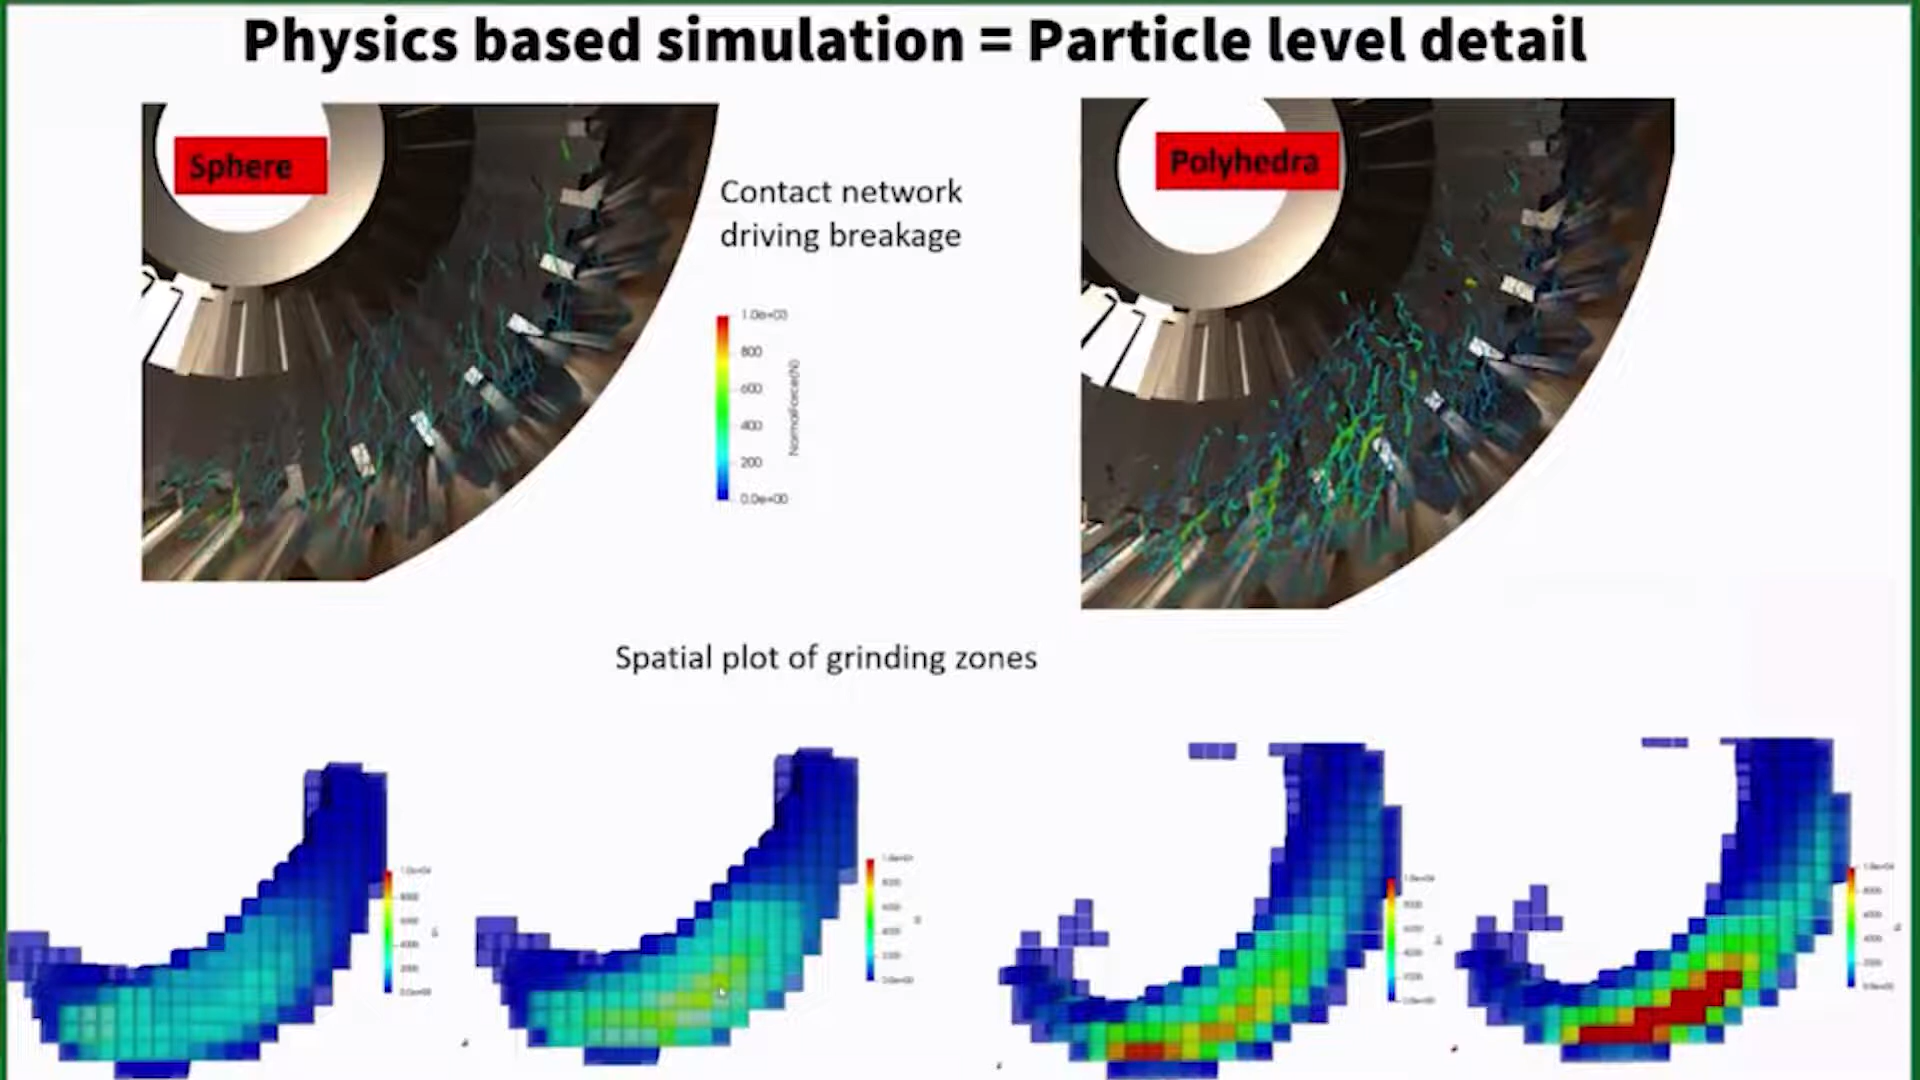 Physics based simulation = Particle level detail
Sphere
Polyhedra
Contact network
driving breakage
1.0e+03
800
600
400
200
0.0e+00
NormalForce(N)
Spatial plot of grinding zones